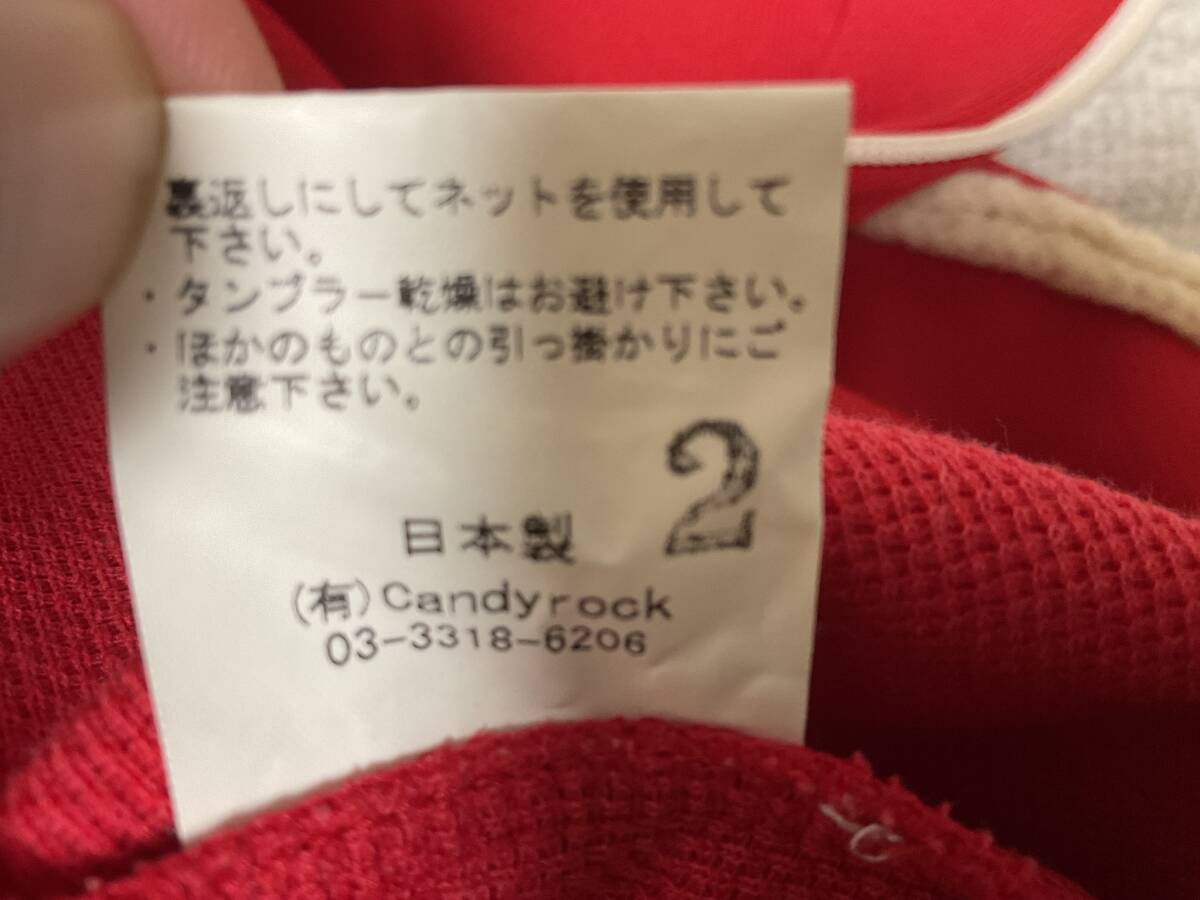 裏返しにしてネットを使用して
下さい。
・タンブラー乾燥はお避け下さい。
・ほかのものとの引っ掛かりにご
注意下さい。
2
日本製
(有)Candyrock
03-3318-6206